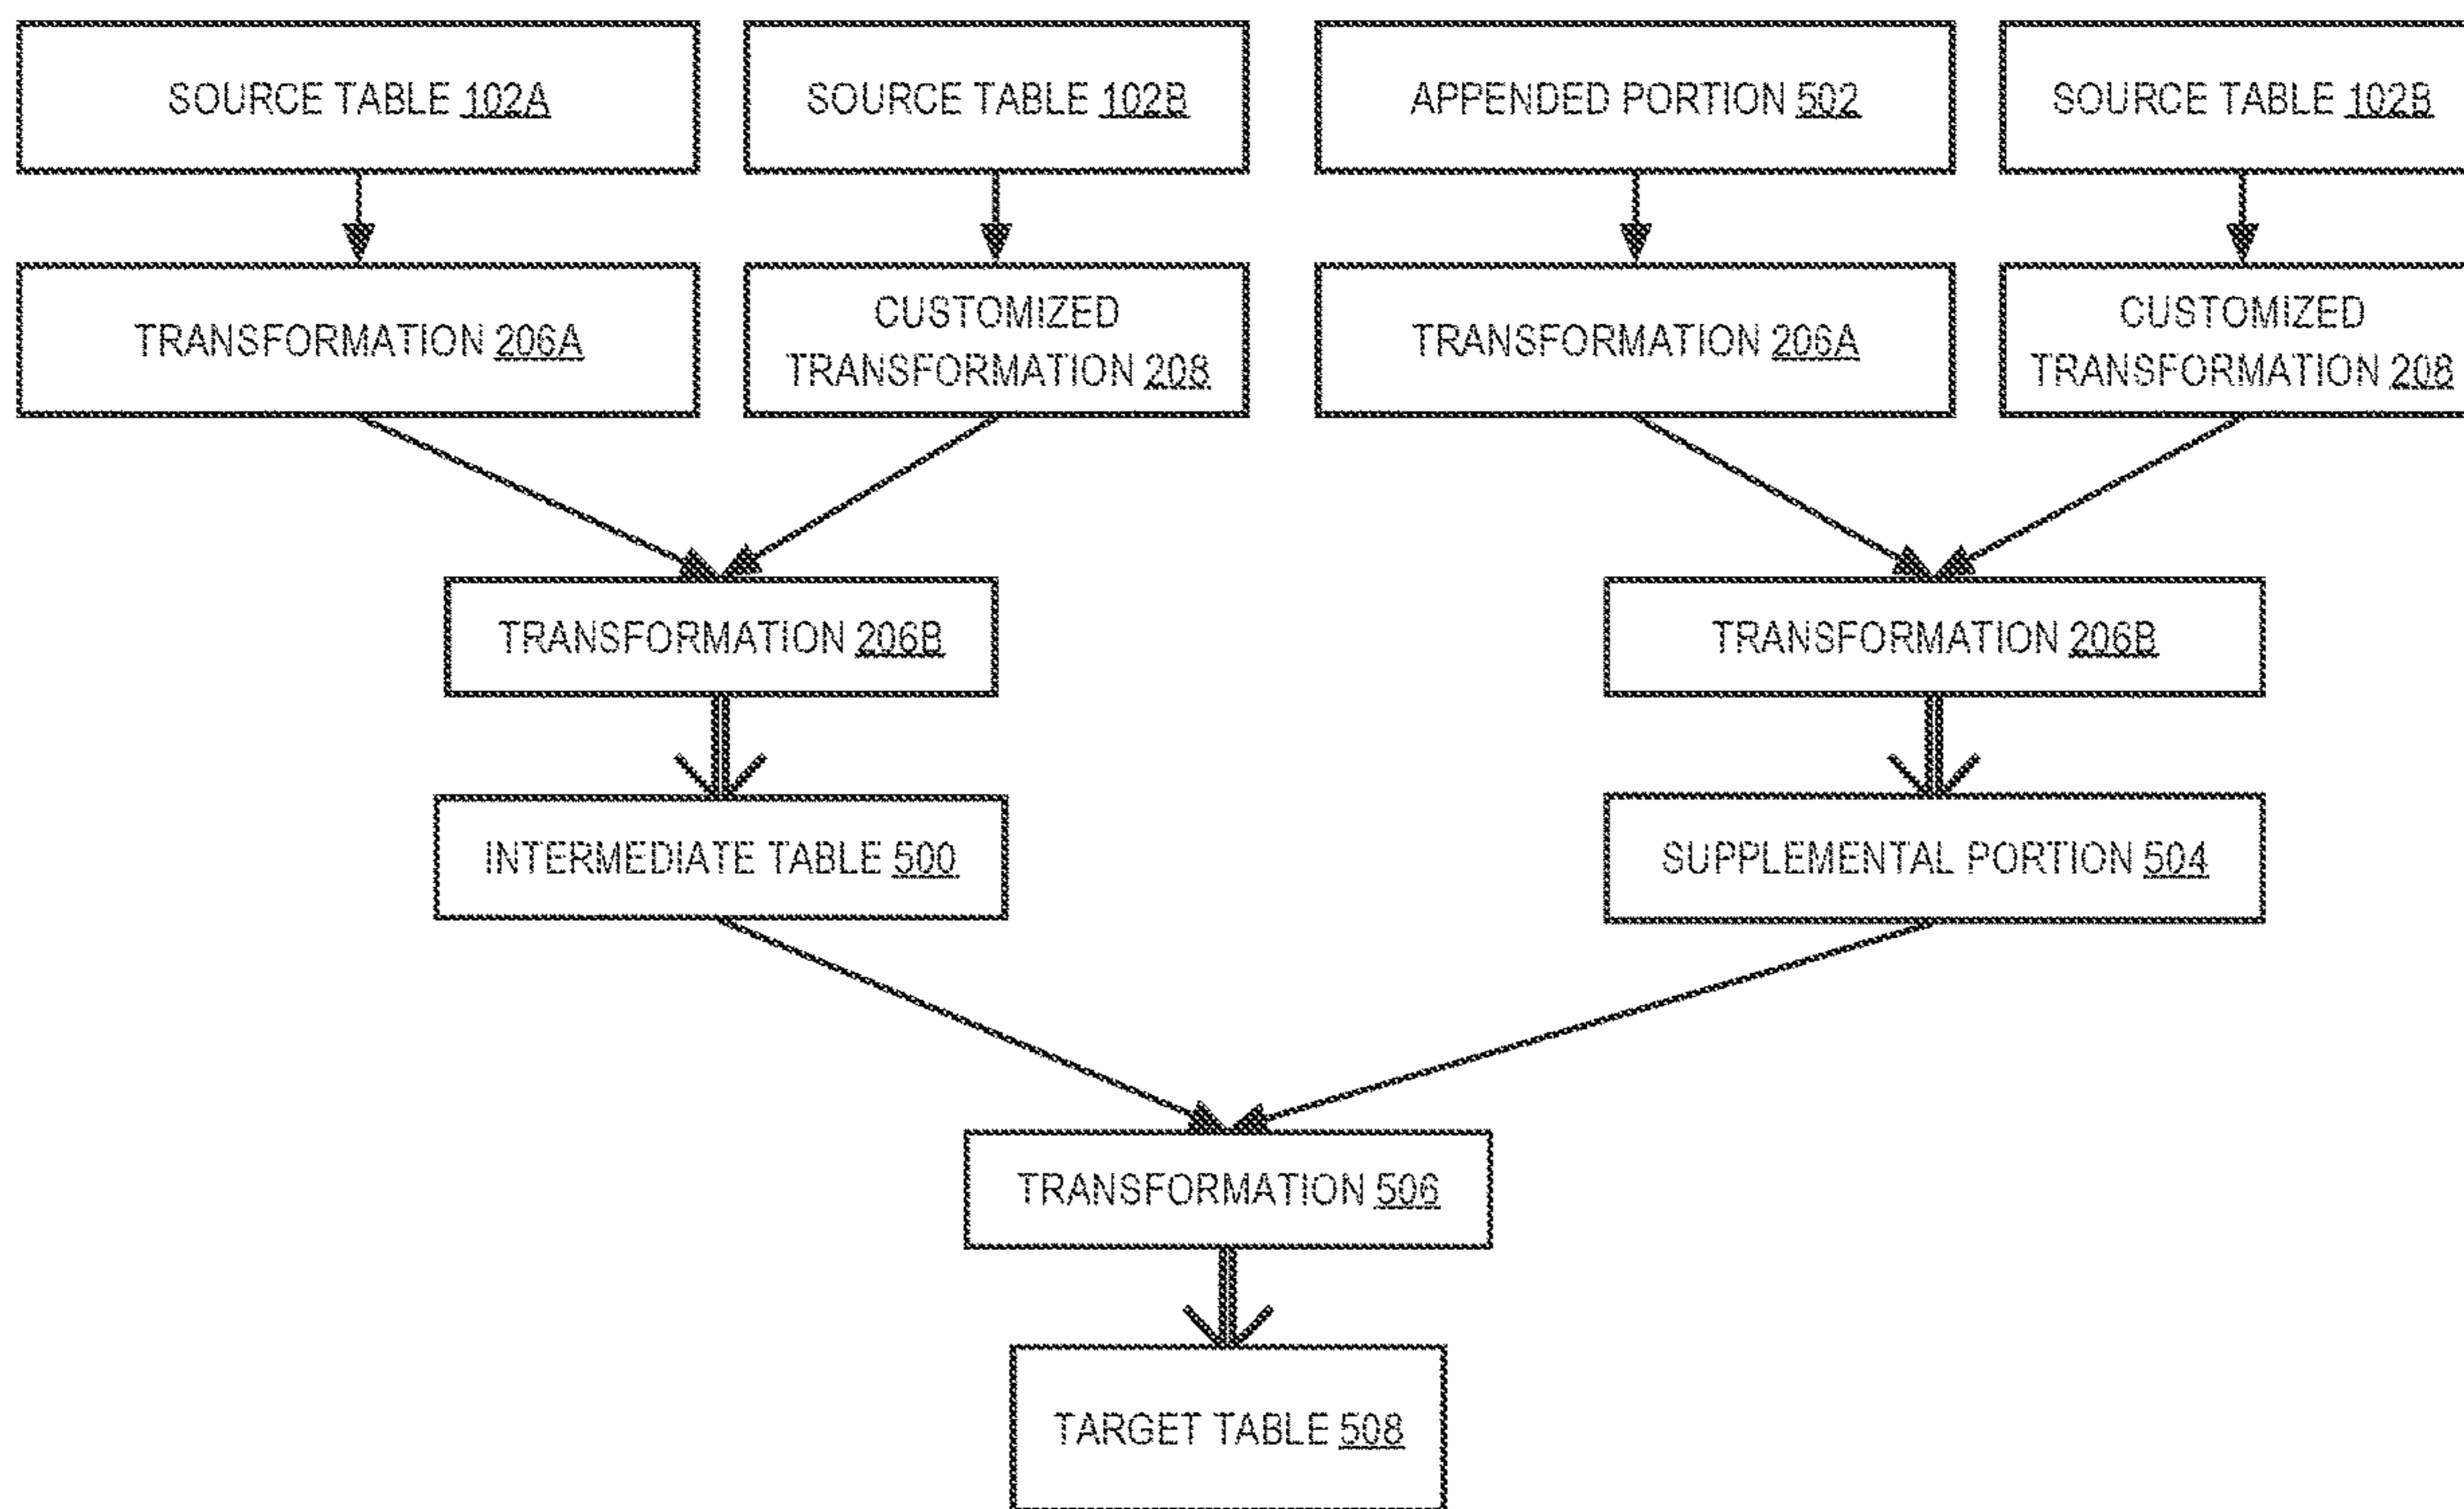 SOURCE TABLE 102A
SOURCE TABLE 102B
APPENDED PORTION 502
SOURCE TABLE 102B
TRANSFORMATION 206A
CUSTOMIZED
TRANSFORMATION 208
TRANSFORMATION 206A
CUSTOMIZED
TRANSFORMATION 208
TRANSFORMATION 206B
TRANSFORMATION 206B
INTERMEDIATE TABLE 500
SUPPLEMENTAL PORTION 504
TRANSFORMATION 506
TARGET TABLE 508